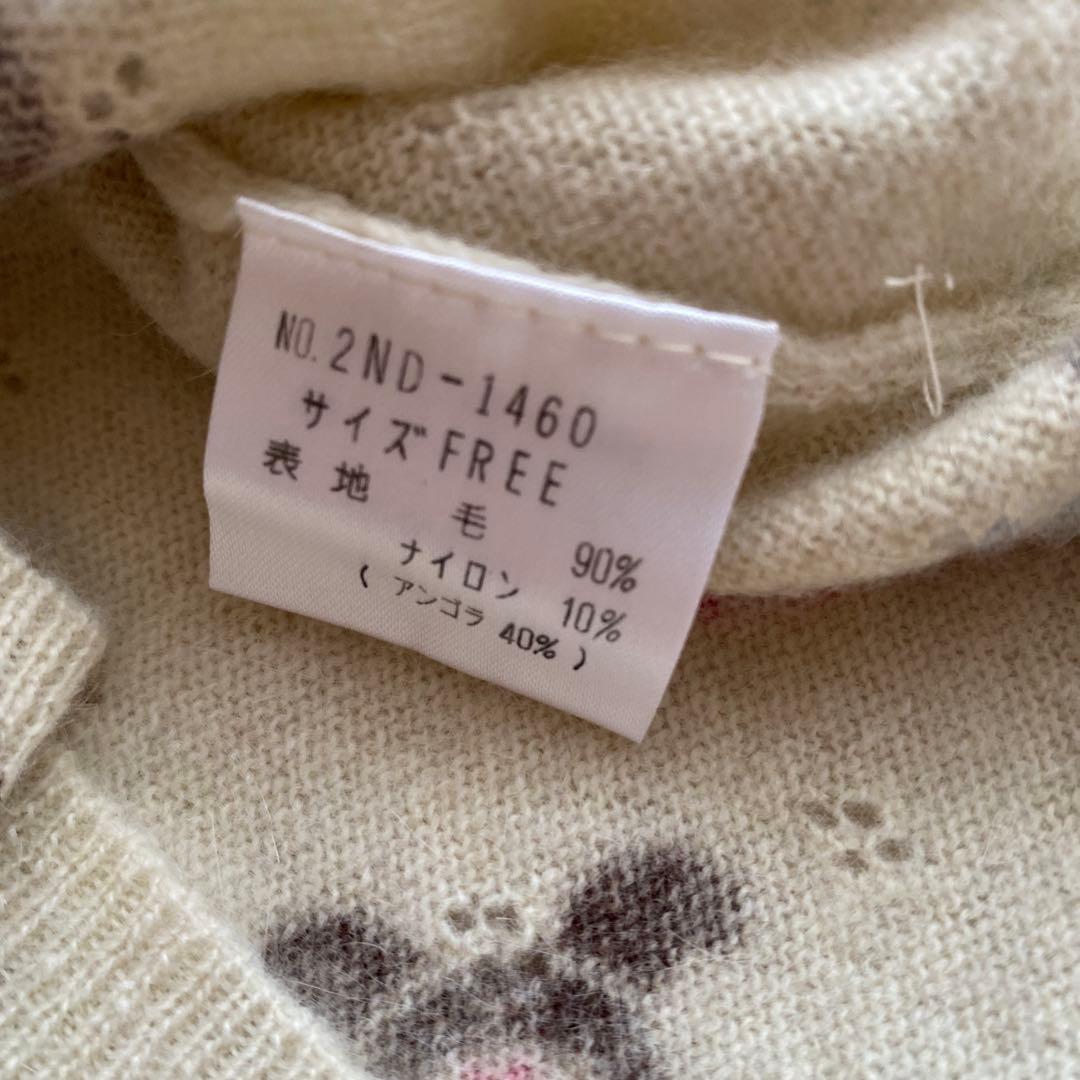 NO. 2ND-1460
サイズFREE
表地 毛 90%
ナイロン 10%
( アンゴラ 40% )